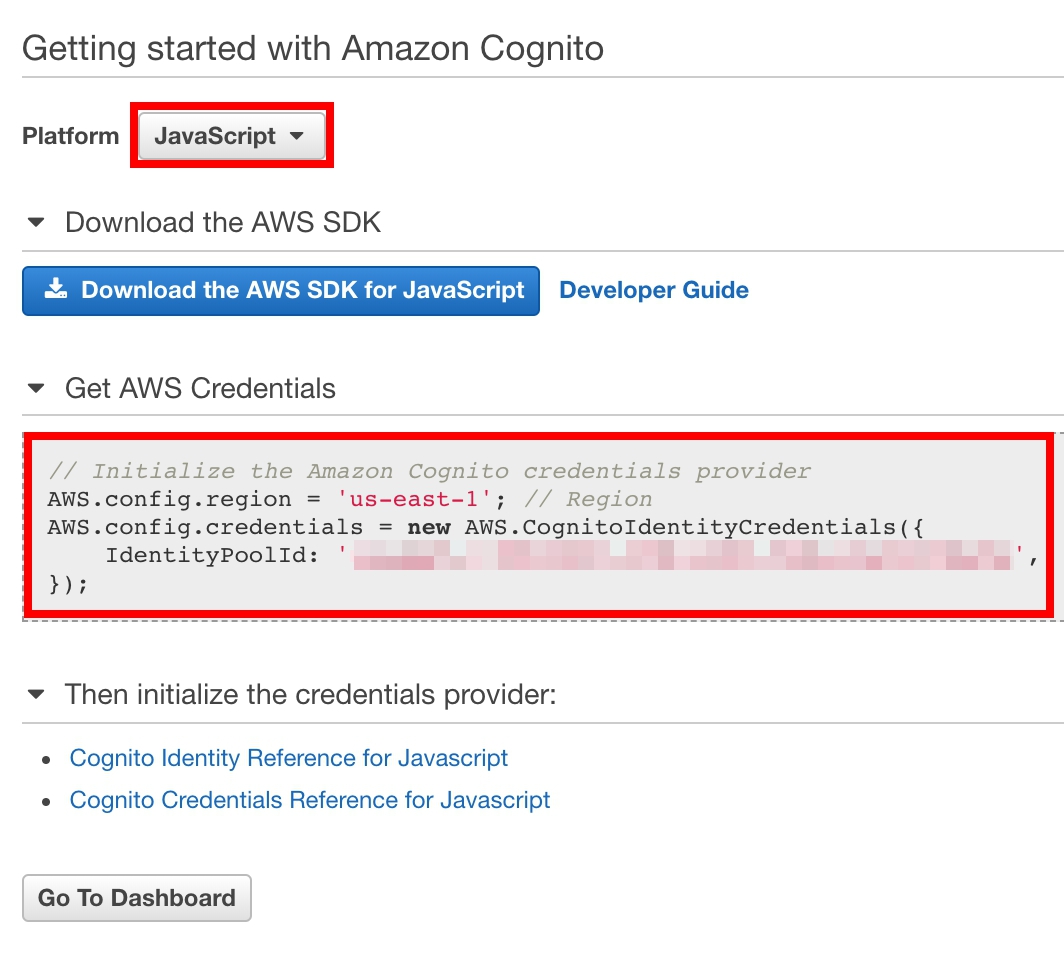 Getting started with Amazon Cognito
Platform JavaScript
Download the AWS SDK
Download the AWS SDK for JavaScript Developer Guide
Get AWS Credentials
// Initialize the Amazon Cognito credentials provider
AWS.config.region = 'us-east-1'; // Region
AWS.config.credentials = new AWS.CognitoIdentityCredentials({
    IdentityPoolId: '',
});
Then initialize the credentials provider:
Cognito Identity Reference for Javascript
Cognito Credentials Reference for Javascript
Go To Dashboard